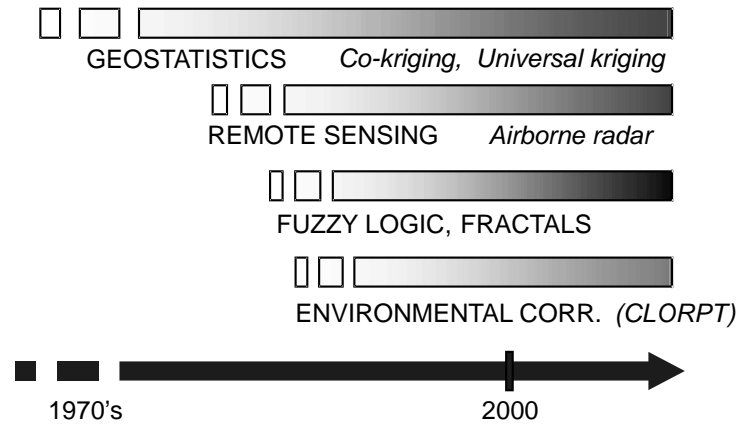 GEOSTATISTICS Co-kriging, Universal kriging
REMOTE SENSING Airborne radar
FUZZY LOGIC, FRACTALS
ENVIRONMENTAL CORR. (CLORPT)
1970's 2000